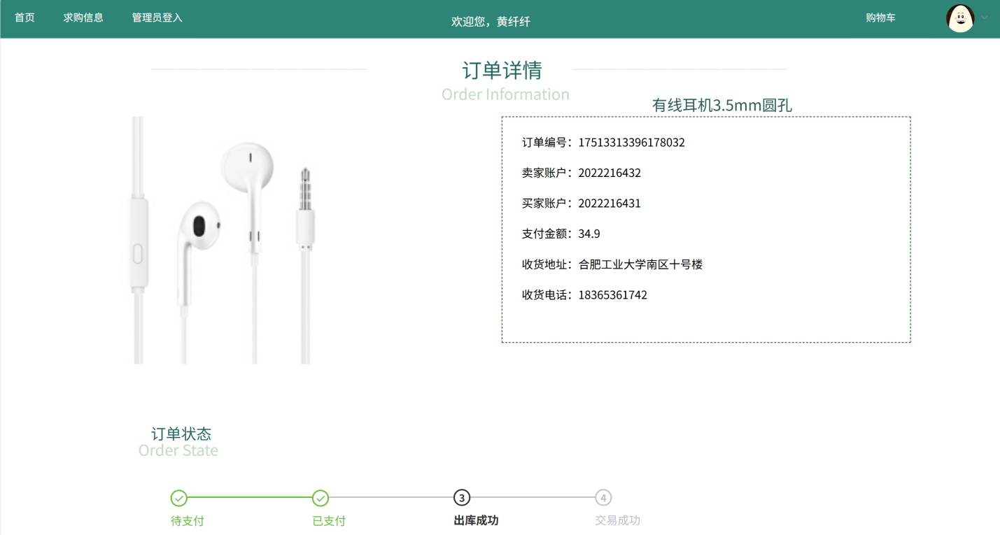 首页 求购信息 管理员登入 欢迎您，黄纤纤 购物车
订单详情
Order Information
有线耳机3.5mm圆孔
订单编号：17513313396178032
卖家账户：2022216432
买家账户：2022216431
支付金额：34.9
收货地址：合肥工业大学南区十号楼
收货电话：18365361742
订单状态
Order State
3 4
待支付 已支付 出库成功 交易成功